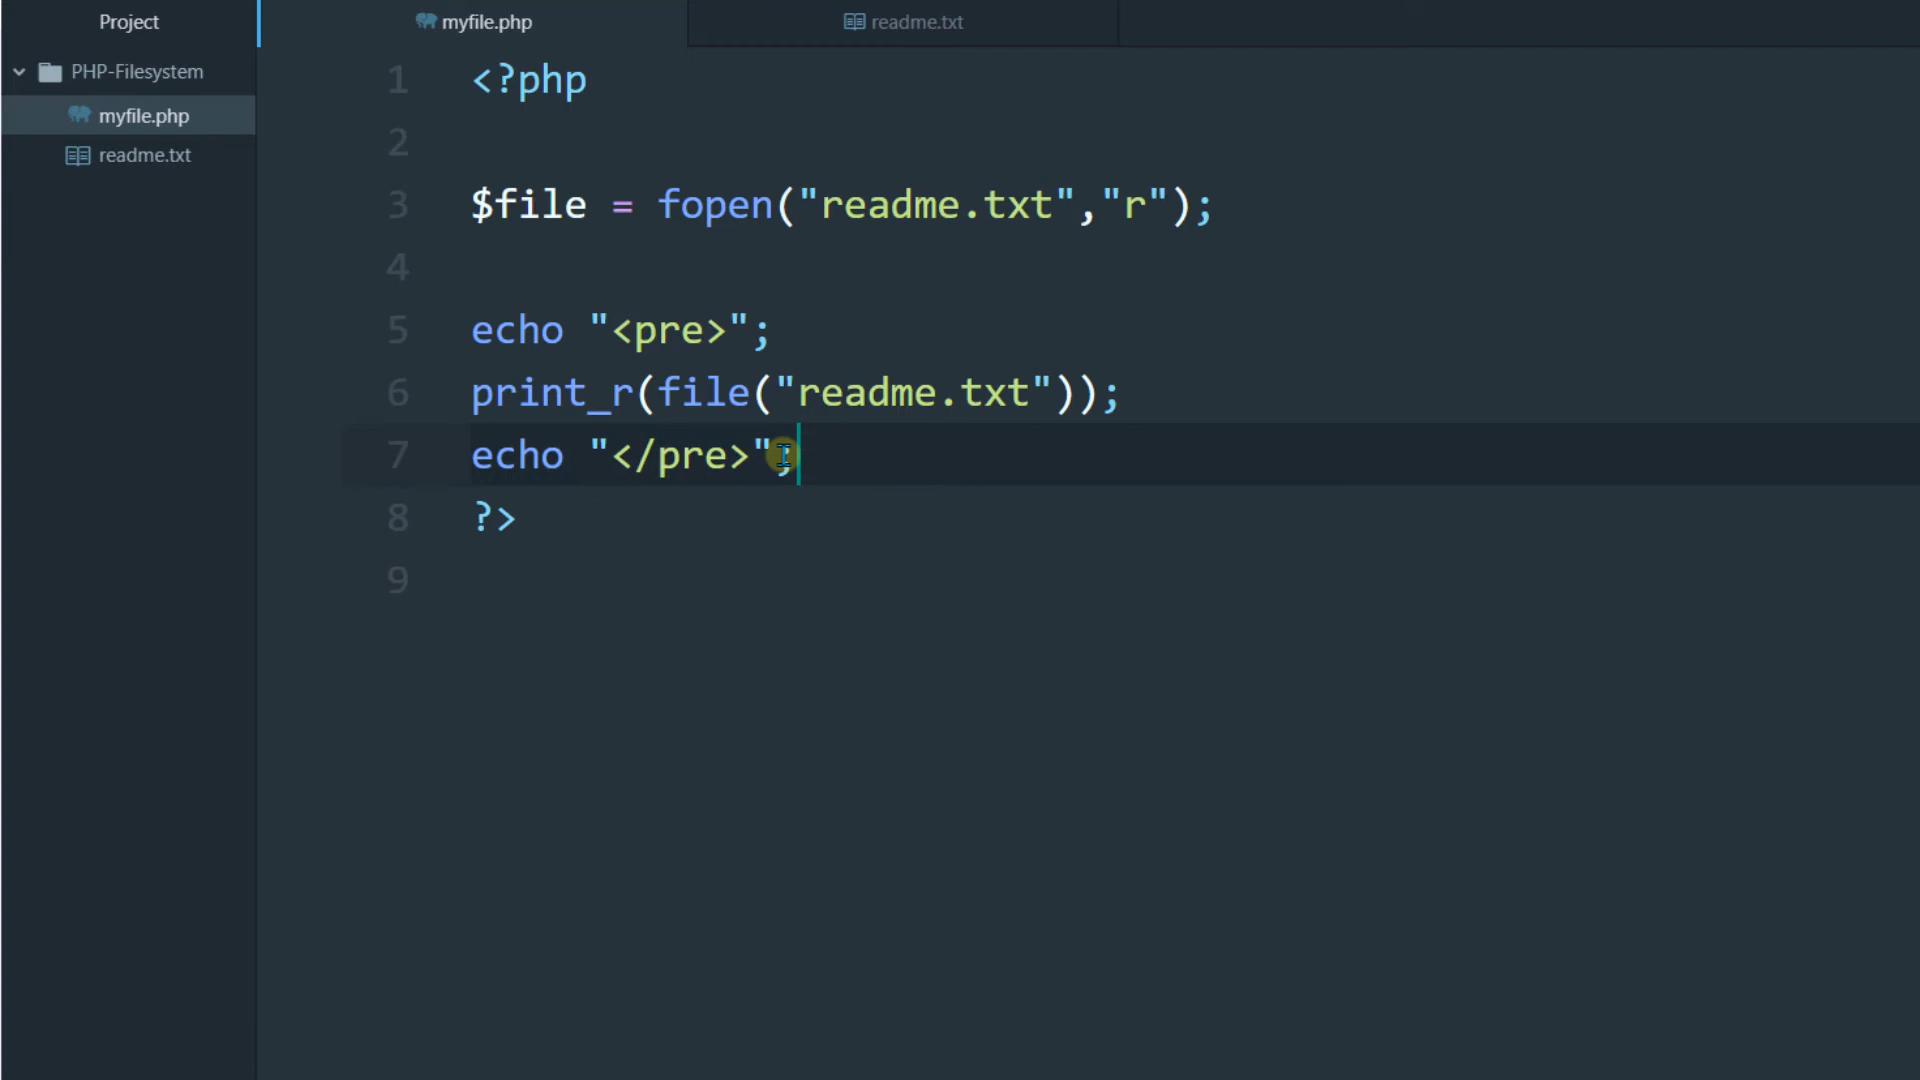 Project
PHP-Filesystem
myfile.php
readme.txt
myfile.php
readme.txt
1 <?php
2
3 $file = fopen("readme.txt","r");
4
5 echo "<pre>";
6 print_r(file("readme.txt"));
7 echo "</pre>";
8 ?>
9